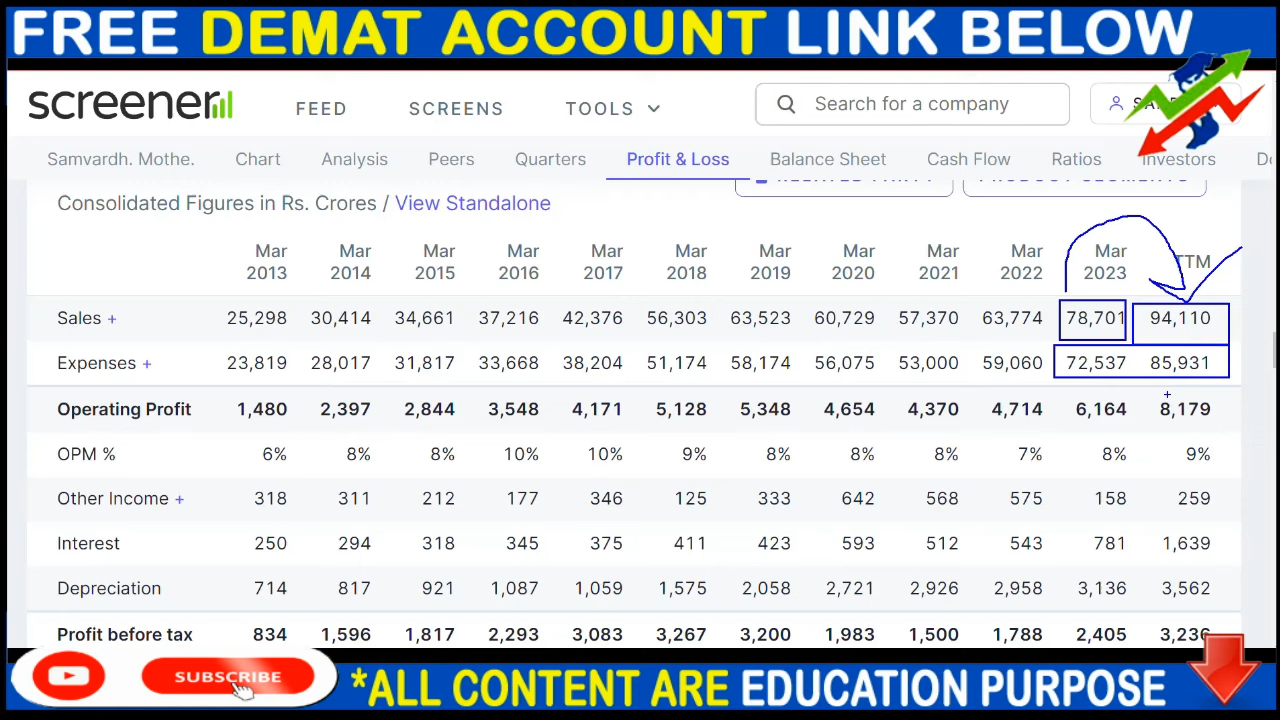 FREE DEMAT ACCOUNT LINK BELOW
screener FEED SCREENS TOOLS Search for a company
Samvardh. Mothe. Chart Analysis Peers Quarters Profit & Loss Balance Sheet Cash Flow Ratios Investors
RELATED PARTY PRODUCT SEGMENTS
Consolidated Figures in Rs. Crores / View Standalone
Mar 2013 Mar 2014 Mar 2015 Mar 2016 Mar 2017 Mar 2018 Mar 2019 Mar 2020 Mar 2021 Mar 2022 Mar 2023 TTM
Sales + 25,298 30,414 34,661 37,216 42,376 56,303 63,523 60,729 57,370 63,774 78,701 94,110
Expenses + 23,819 28,017 31,817 33,668 38,204 51,174 58,174 56,075 53,000 59,060 72,537 85,931
Operating Profit 1,480 2,397 2,844 3,548 4,171 5,128 5,348 4,654 4,370 4,714 6,164 8,179
OPM % 6% 8% 8% 10% 10% 9% 8% 8% 8% 7% 8% 9%
Other Income + 318 311 212 177 346 125 333 642 568 575 158 259
Interest 250 294 318 345 375 411 423 593 512 543 781 1,639
Depreciation 714 817 921 1,087 1,059 1,575 2,058 2,721 2,926 2,958 3,136 3,562
Profit before tax 834 1,596 1,817 2,293 3,083 3,267 3,200 1,983 1,500 1,788 2,405 3,236
SUBSCRIBE
*ALL CONTENT ARE EDUCATION PURPOSE